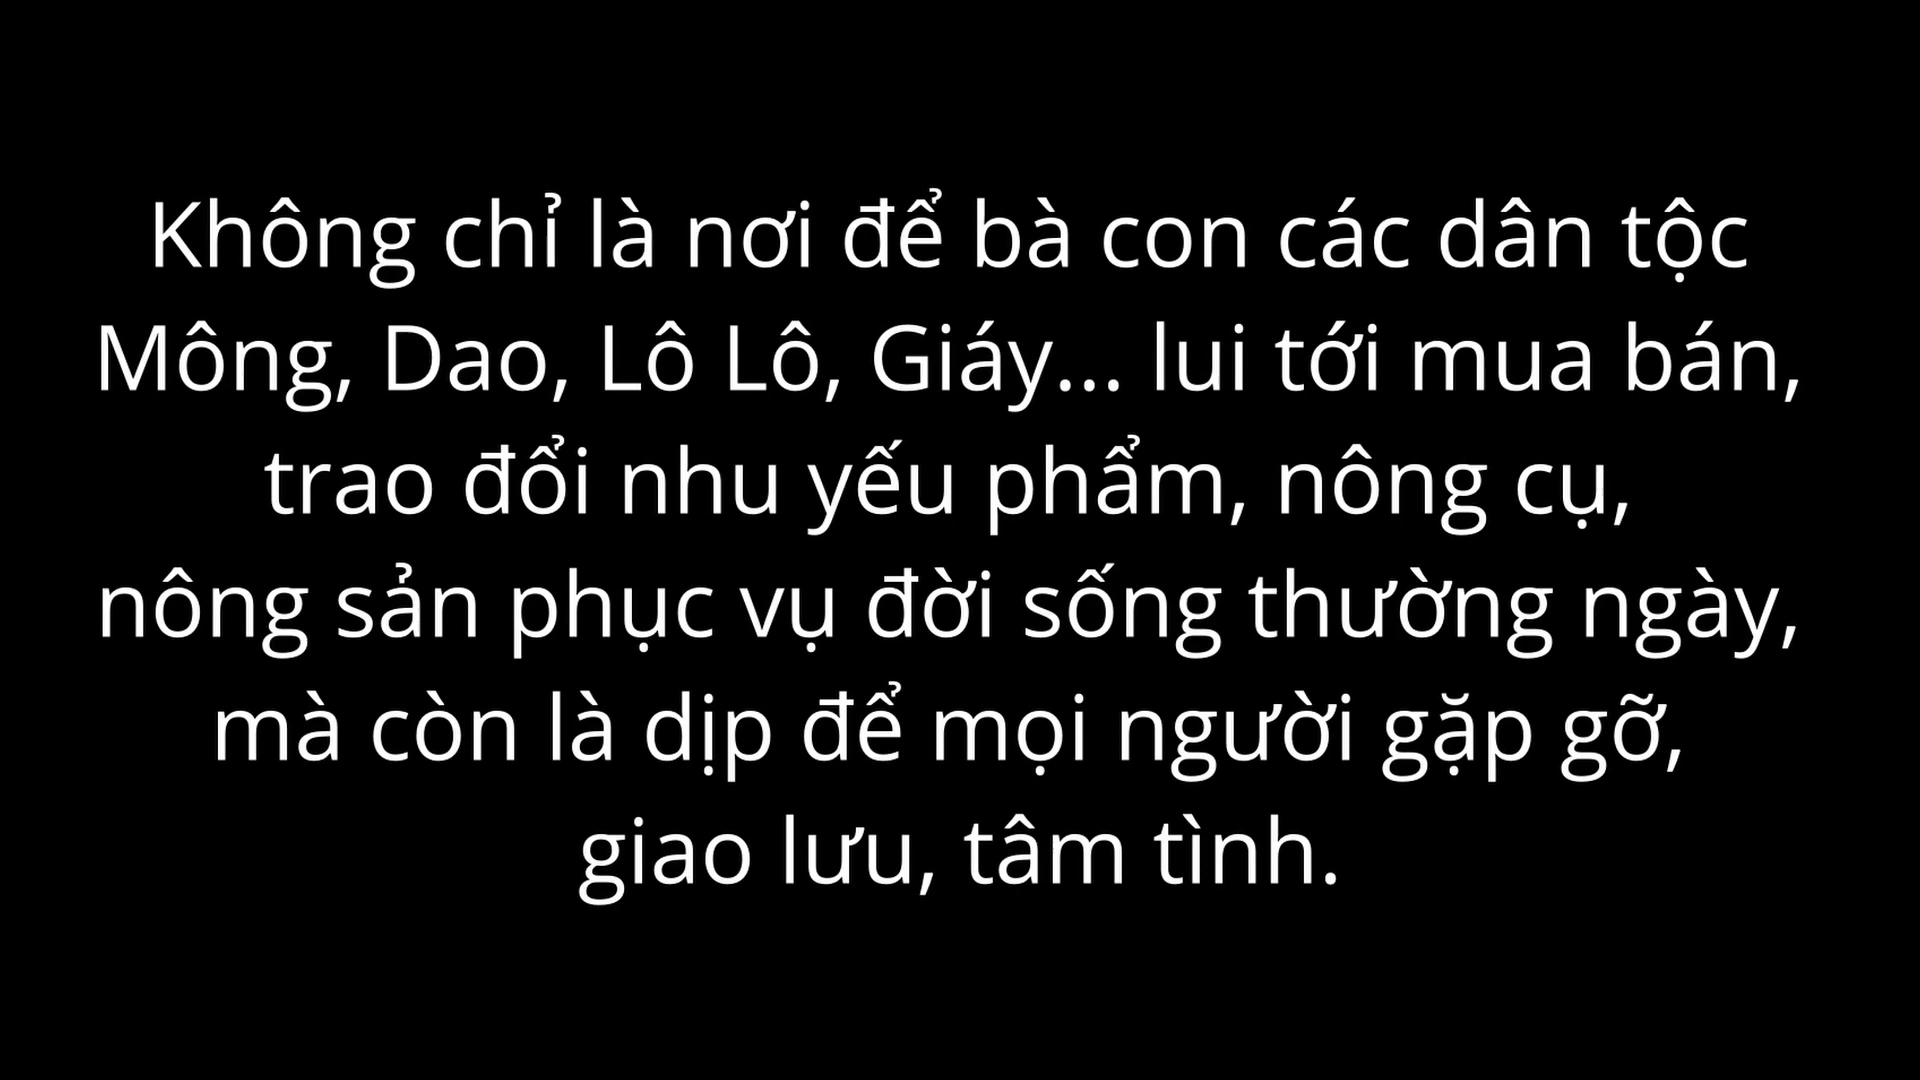 Không chỉ là nơi để bà con các dân tộc
Mông, Dao, Lô Lô, Giáy... lui tới mua bán,
trao đổi nhu yếu phẩm, nông cụ,
nông sản phục vụ đời sống thường ngày,
mà còn là dịp để mọi người gặp gỡ,
giao lưu, tâm tình.